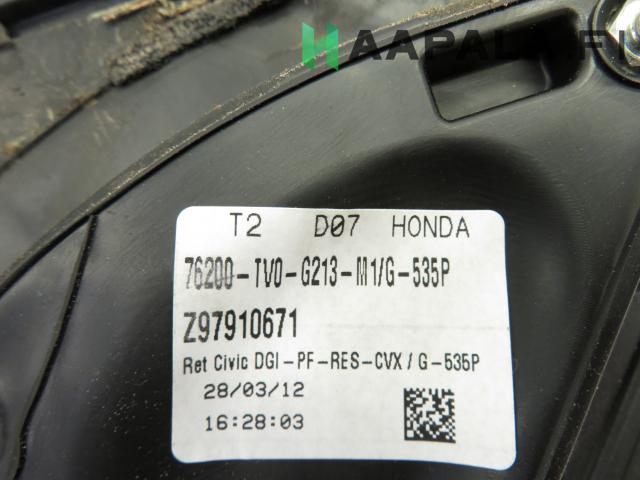 HAAPALA.FI
T2 D07 HONDA
76200-TV0-G213-M1/G-535P
Z97910671
Ret Civic DGI-PF-RES-CVX / G-535P
28/03/12
16:28:03